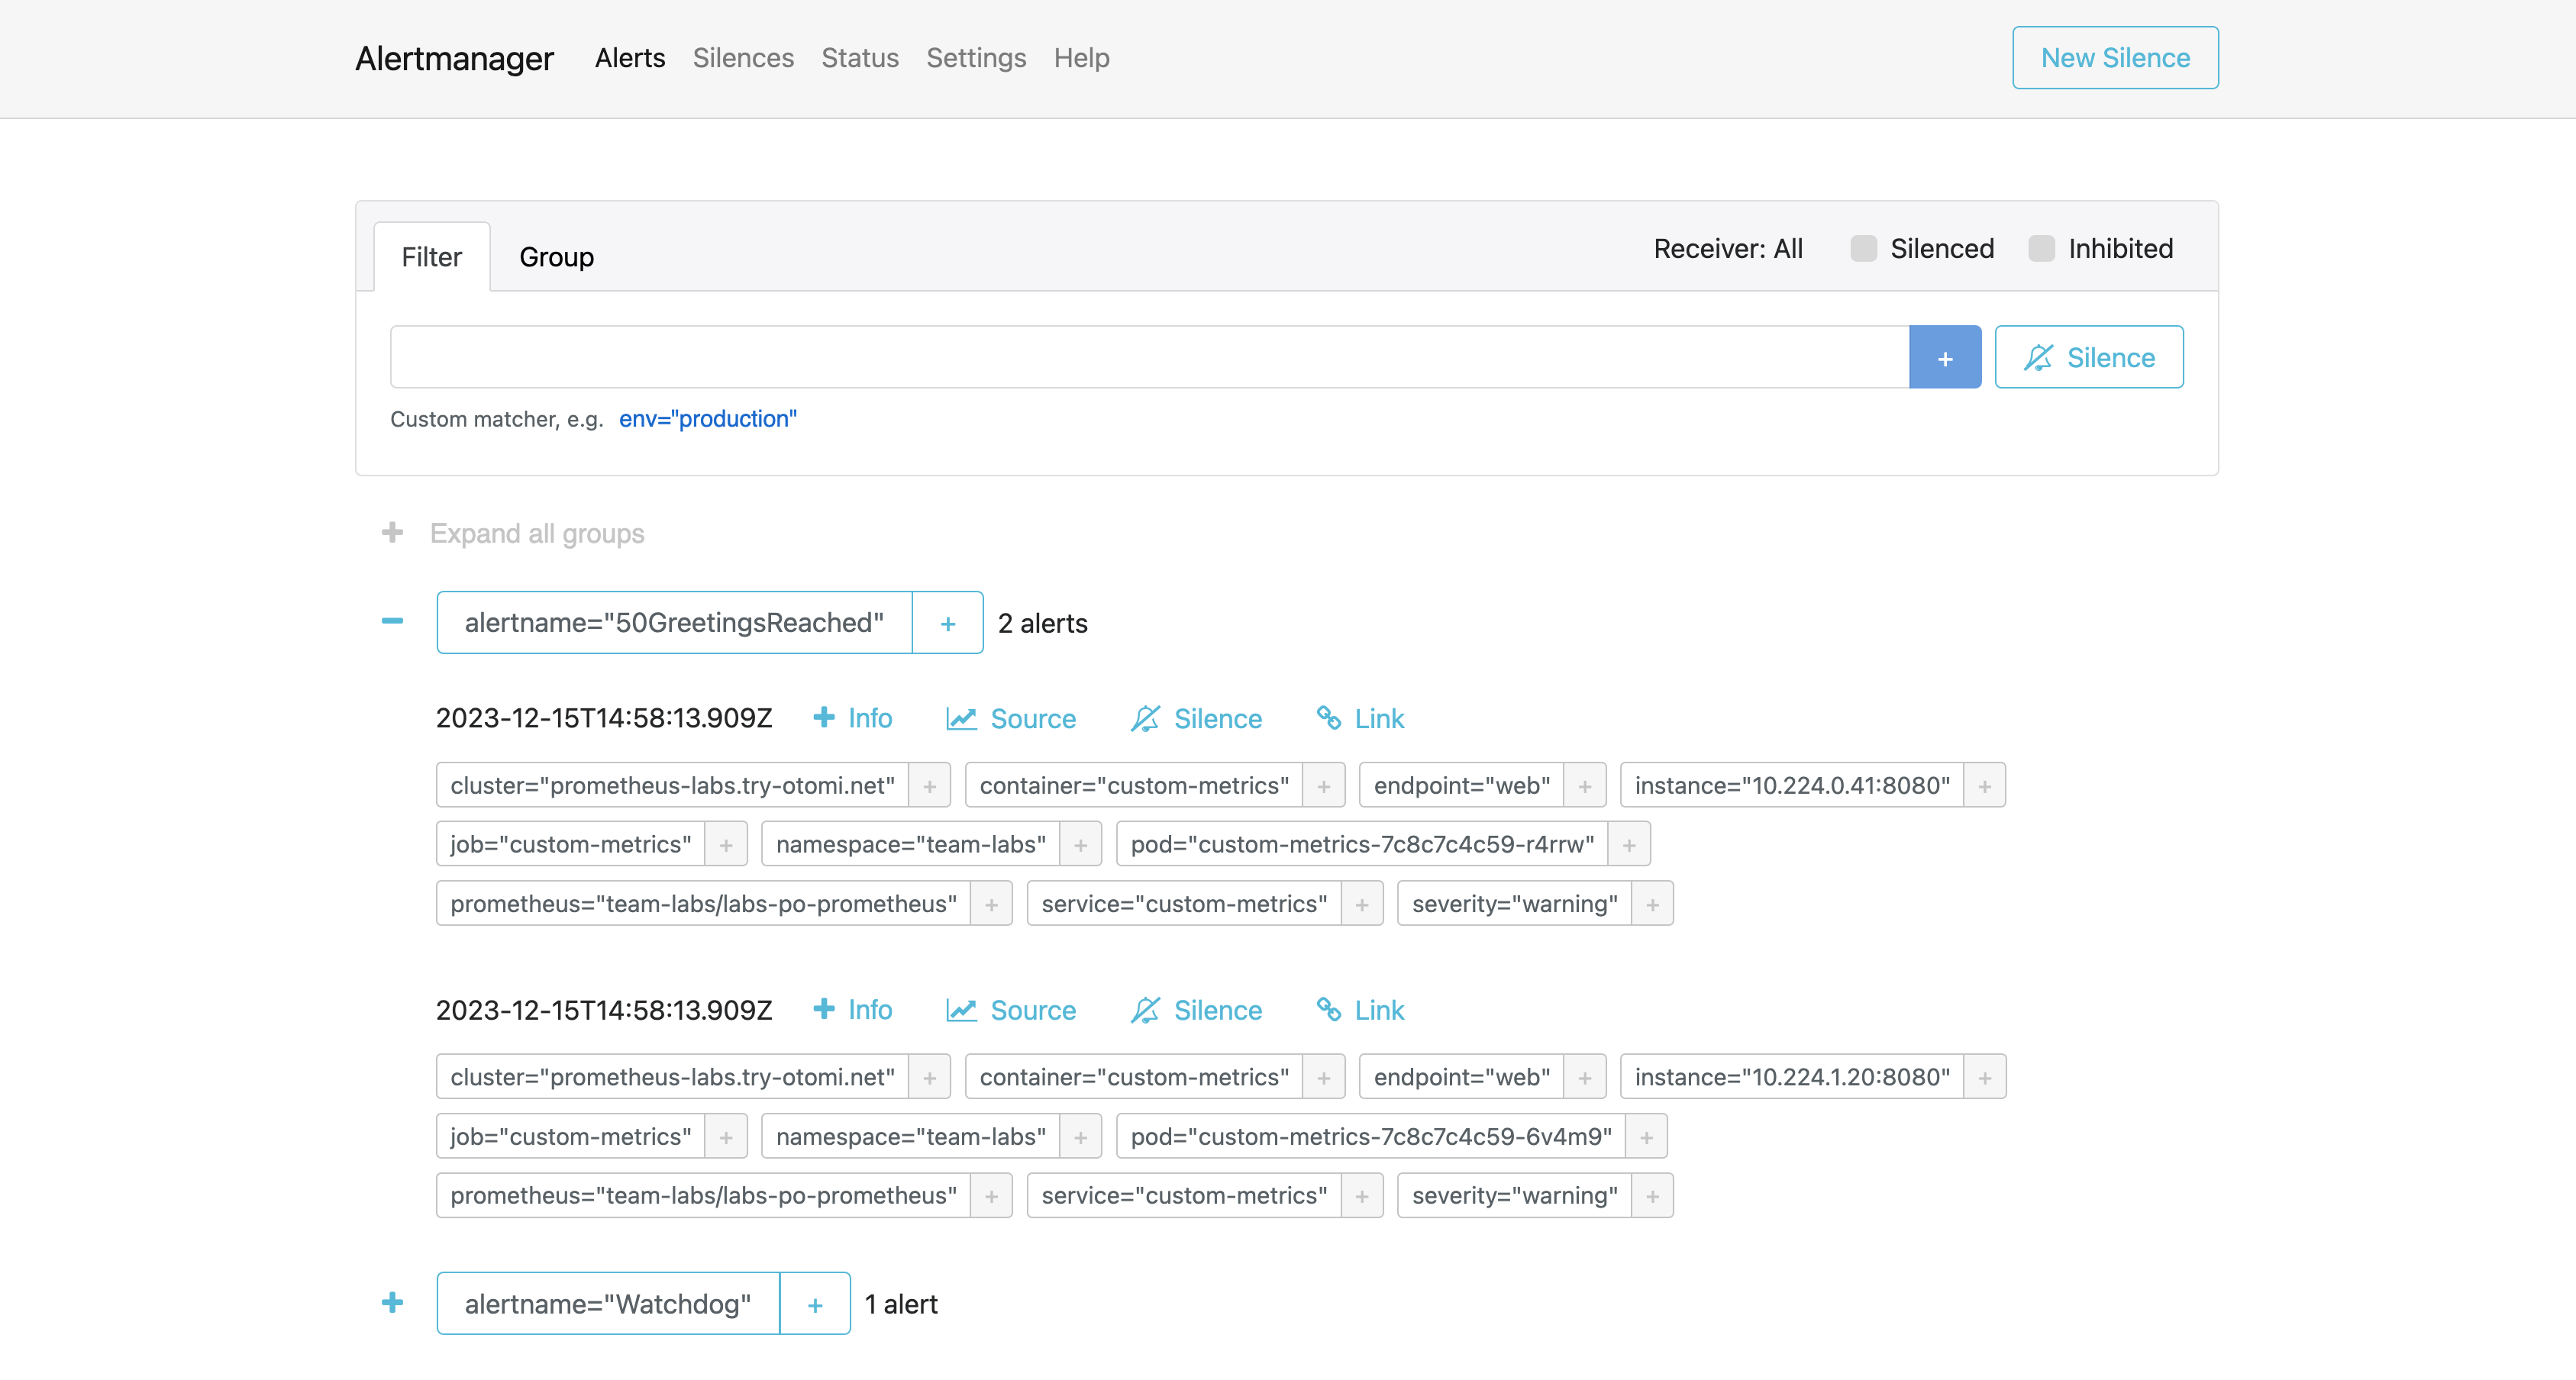 Alertmanager Alerts Silences Status Settings Help New Silence
Filter Group Receiver: All Silenced Inhibited
+ Silence
Custom matcher, e.g. env="production"
+ Expand all groups
alertname="50GreetingsReached" + 2 alerts
2023-12-15T14:58:13.909Z + Info Source Silence Link
cluster="prometheus-labs.try-otomi.net" + container="custom-metrics" + endpoint="web" + instance="10.224.0.41:8080" +
job="custom-metrics" + namespace="team-labs" + pod="custom-metrics-7c8c7c4c59-r4rrw" +
prometheus="team-labs/labs-po-prometheus" + service="custom-metrics" + severity="warning" +
2023-12-15T14:58:13.909Z + Info Source Silence Link
cluster="prometheus-labs.try-otomi.net" + container="custom-metrics" + endpoint="web" + instance="10.224.1.20:8080" +
job="custom-metrics" + namespace="team-labs" + pod="custom-metrics-7c8c7c4c59-6v4m9" +
prometheus="team-labs/labs-po-prometheus" + service="custom-metrics" + severity="warning" +
+ alertname="Watchdog" + 1 alert